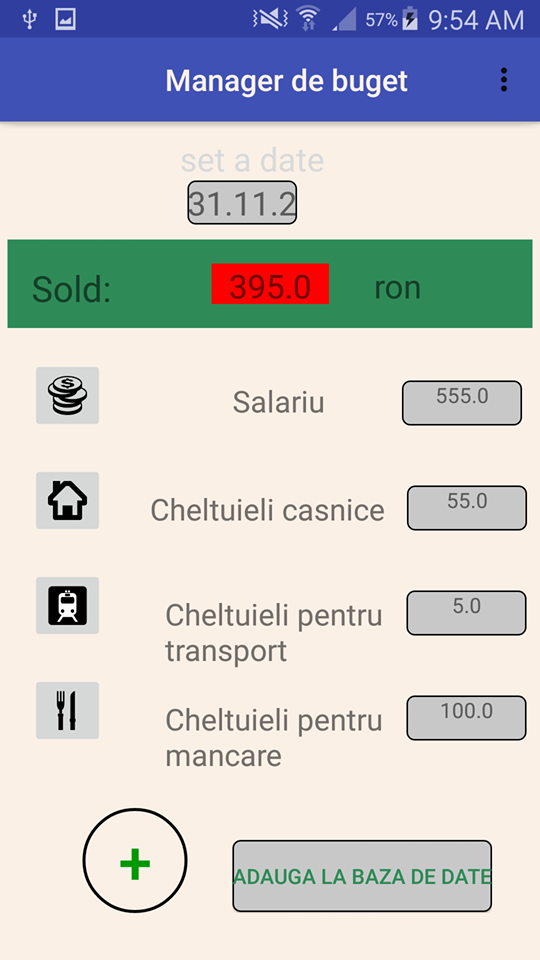 57% 9:54 AM
Manager de buget
set a date
31.11.2
Sold: 395.0 ron
Salariu 555.0
Cheltuieli casnice 55.0
Cheltuieli pentru 5.0
transport
Cheltuieli pentru 100.0
mancare
+
ADAUGA LA BAZA DE DATE